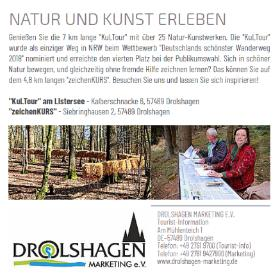 NATUR UND KUNST ERLEBEN
Genießen Sie die 7 km lange "KuLTour" mit über 25 Natur-Kunstwerken. Die "KuLTour"
wurde als einziger Weg in NRW beim Wettbewerb "Deutschlands schönster Wanderweg
2018" nominiert und erreichte den vierten Platz bei der Publikumswahl. Sich in schöner
Natur bewegen, und gleichzeitig ohne fremde Hilfe zeichnen lernen? Das können Sie auf
dem 4,8 km langen "zeichenKURS". Besuchen Sie uns und lassen Sie sich inspirieren!
"KuLTour" am Listersee - Kalberschnacke 8, 57489 Drolshagen
"zeichenKURS" - Siebringhausen 2, 57489 Drolshagen
DROLSHAGEN
MARKETING e.V.
DROLSHAGEN MARKETING E.V.
Tourist-Information
Am Mühlenteich 1
DE-57489 Drolshagen
Telefon: +49 2761 9700 (Tourist-Info)
Telefon: +49 2761 9427890 (Marketing)
www.drolshagen-marketing.de